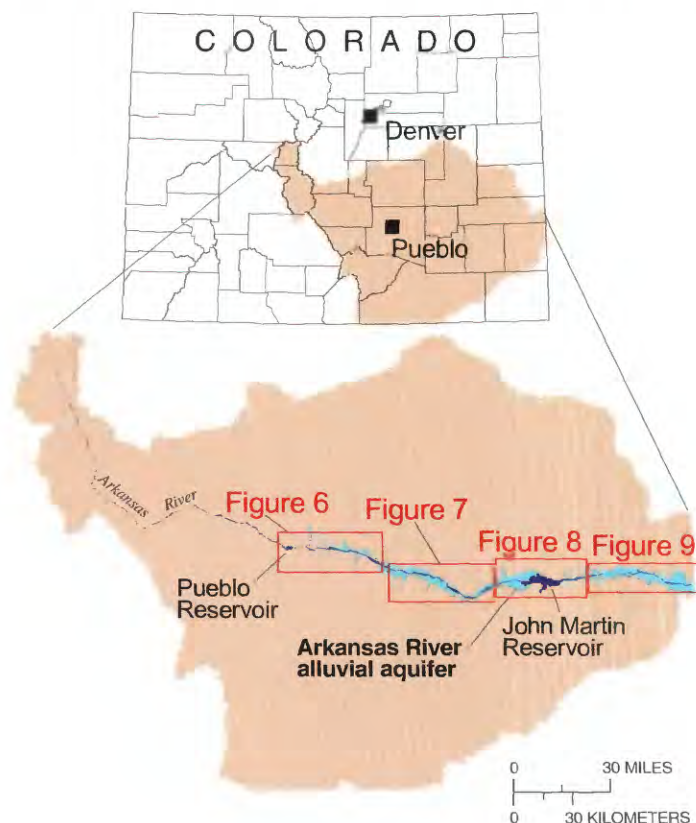 COLORADO
Denver
Pueblo
Arkansas River
Figure 6
Figure 7
Figure 8
Figure 9
Pueblo
Reservoir
John Martin
Reservoir
Arkansas River
alluvial aquifer
0 30 MILES
0 30 KILOMETERS